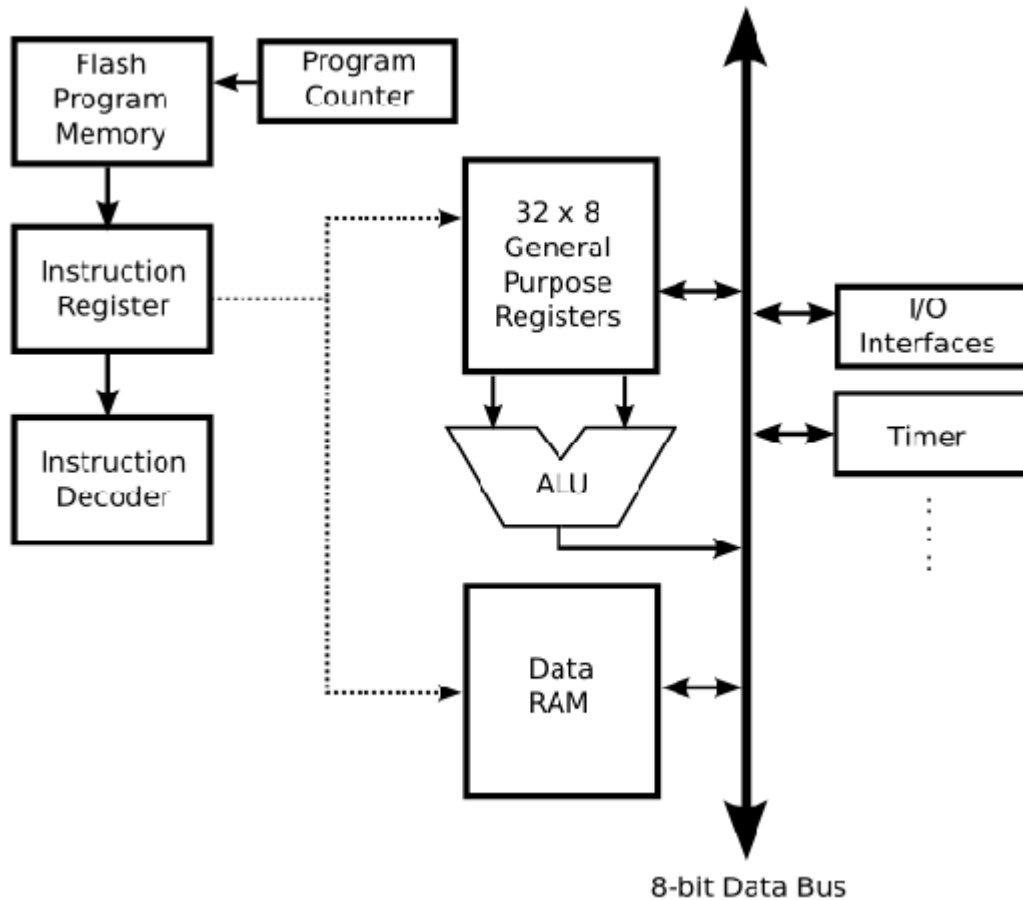 Flash
Program
Memory
Program
Counter
Instruction
Register
Instruction
Decoder
32 x 8
General
Purpose
Registers
ALU
Data
RAM
I/O
Interfaces
Timer
8-bit Data Bus